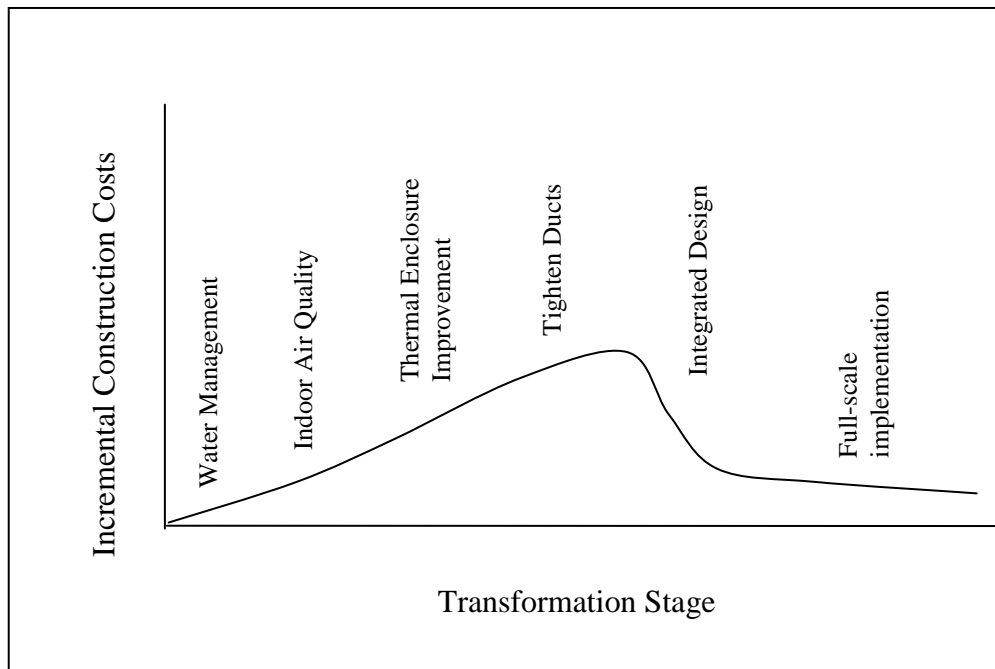 Incremental Construction Costs
Water Management
Indoor Air Quality
Thermal Enclosure
Improvement
Tighten Ducts
Integrated Design
Full-scale
implementation
Transformation Stage